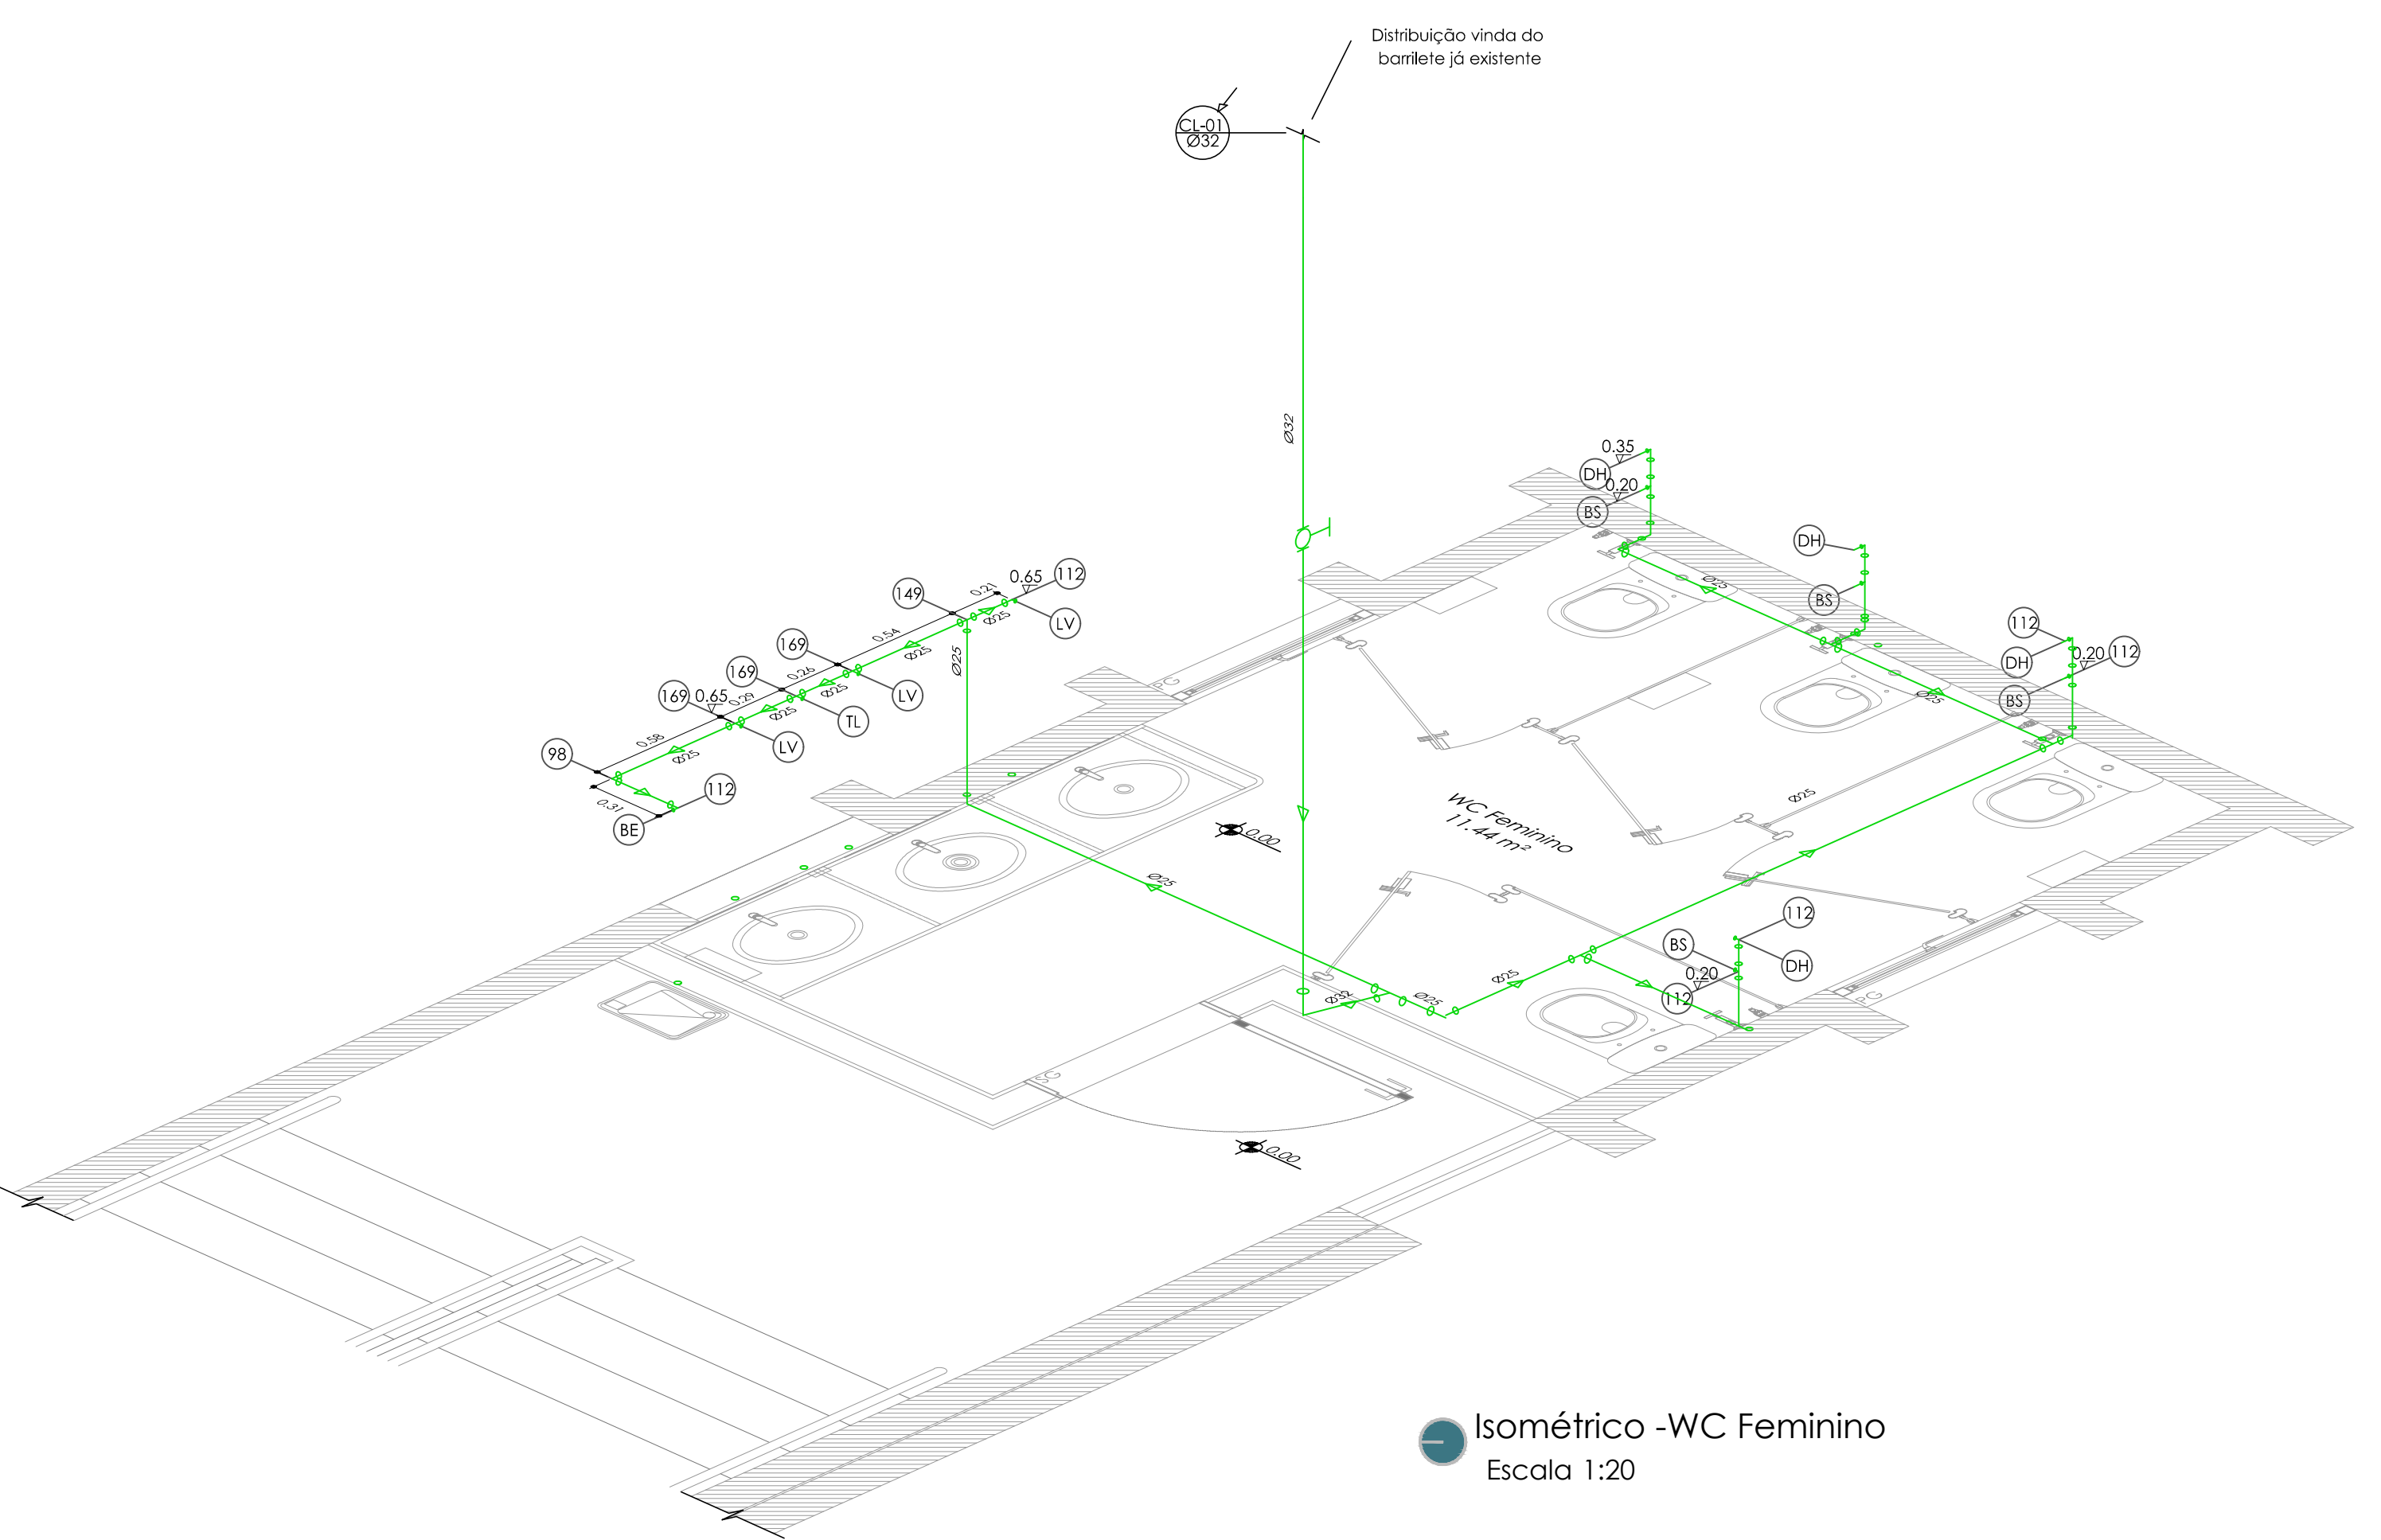 Distribuição vinda do
barrilete já existente
CL-01
Ø32
Ø32
0.35
DH
0.20
BS
DH
BS
112
DH
0.20
112
BS
Ø25
Ø25
Ø25
112
0.65
0.21
149
LV
Ø25
0.54
Ø25
Ø25
169
0.26
Ø25
LV
169
0.29
Ø25
TL
169
0.65
LV
0.58
Ø25
98
0.31
112
BE
PG
WC Feminino
11.44 m²
0.00
Ø25
112
BS
DH
0.20
112
Ø25
Ø25
Ø32
PG
SG
0.00
Isométrico -WC Feminino
Escala 1:20